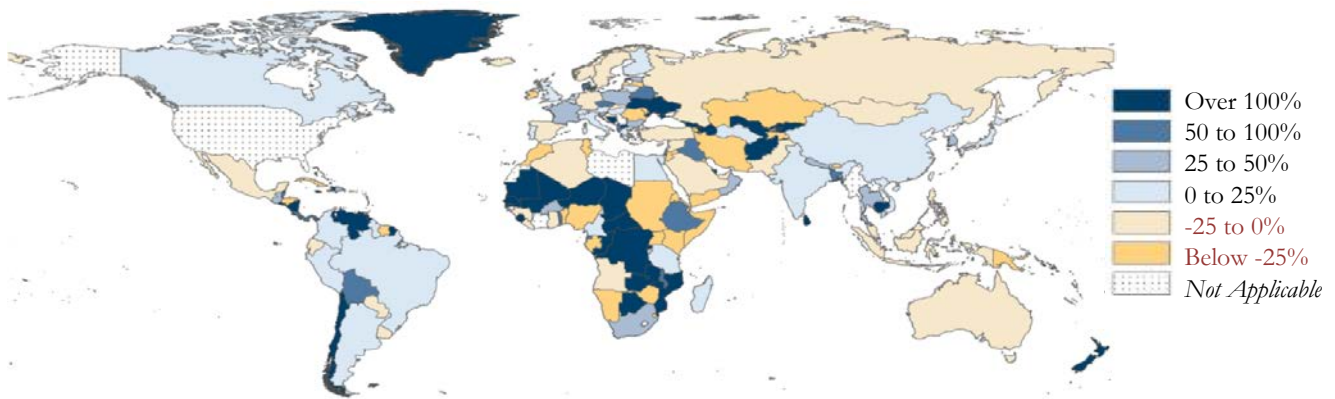 Over 100%
50 to 100%
25 to 50%
0 to 25%
-25 to 0%
Below -25%
Not Applicable